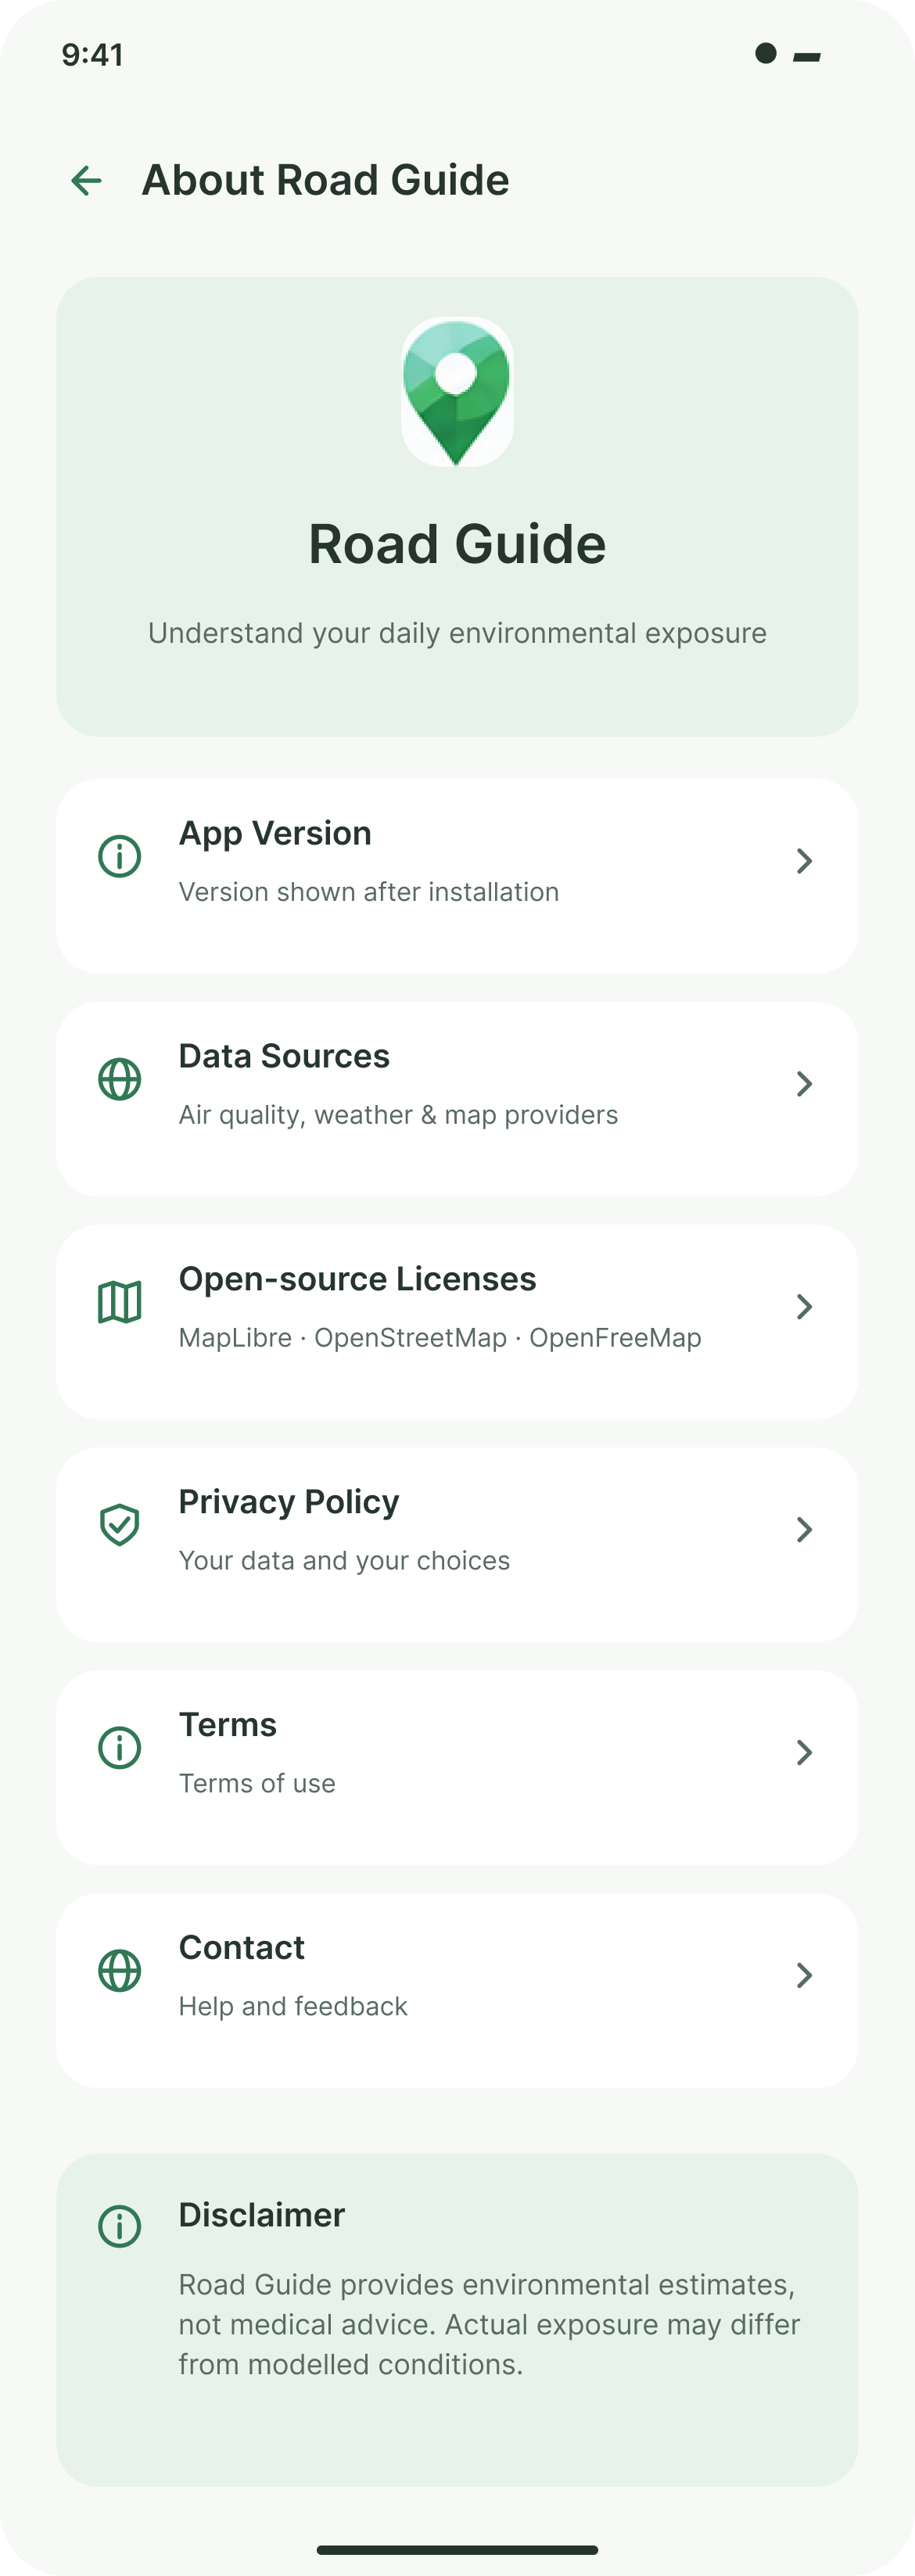 9:41
About Road Guide
Road Guide
Understand your daily environmental exposure
App Version
Version shown after installation
Data Sources
Air quality, weather & map providers
Open-source Licenses
MapLibre · OpenStreetMap · OpenFreeMap
Privacy Policy
Your data and your choices
Terms
Terms of use
Contact
Help and feedback
Disclaimer
Road Guide provides environmental estimates,
not medical advice. Actual exposure may differ
from modelled conditions.